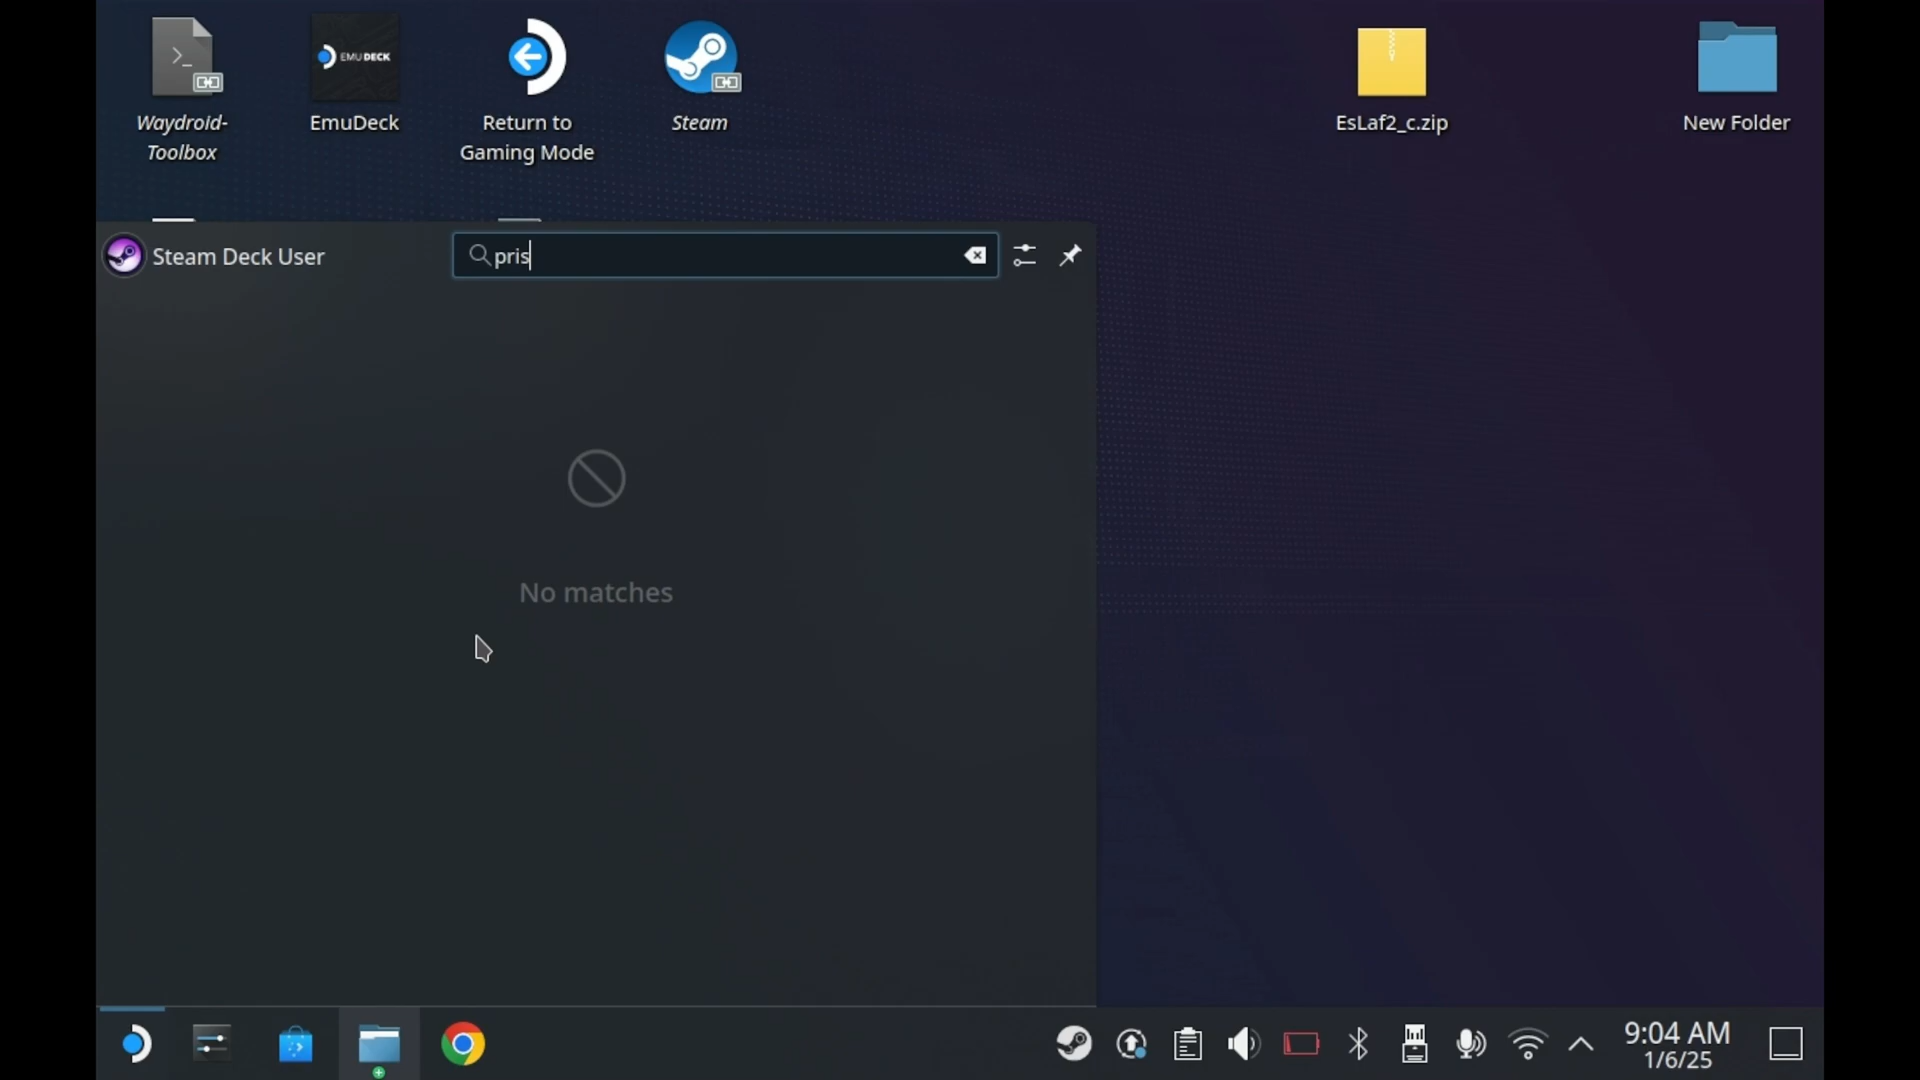 EMUDECK
Waydroid-
Toolbox
EmuDeck
Return to
Gaming Mode
Steam
EsLaf2_c.zip
New Folder
Steam Deck User
pris
No matches
9:04 AM
1/6/25